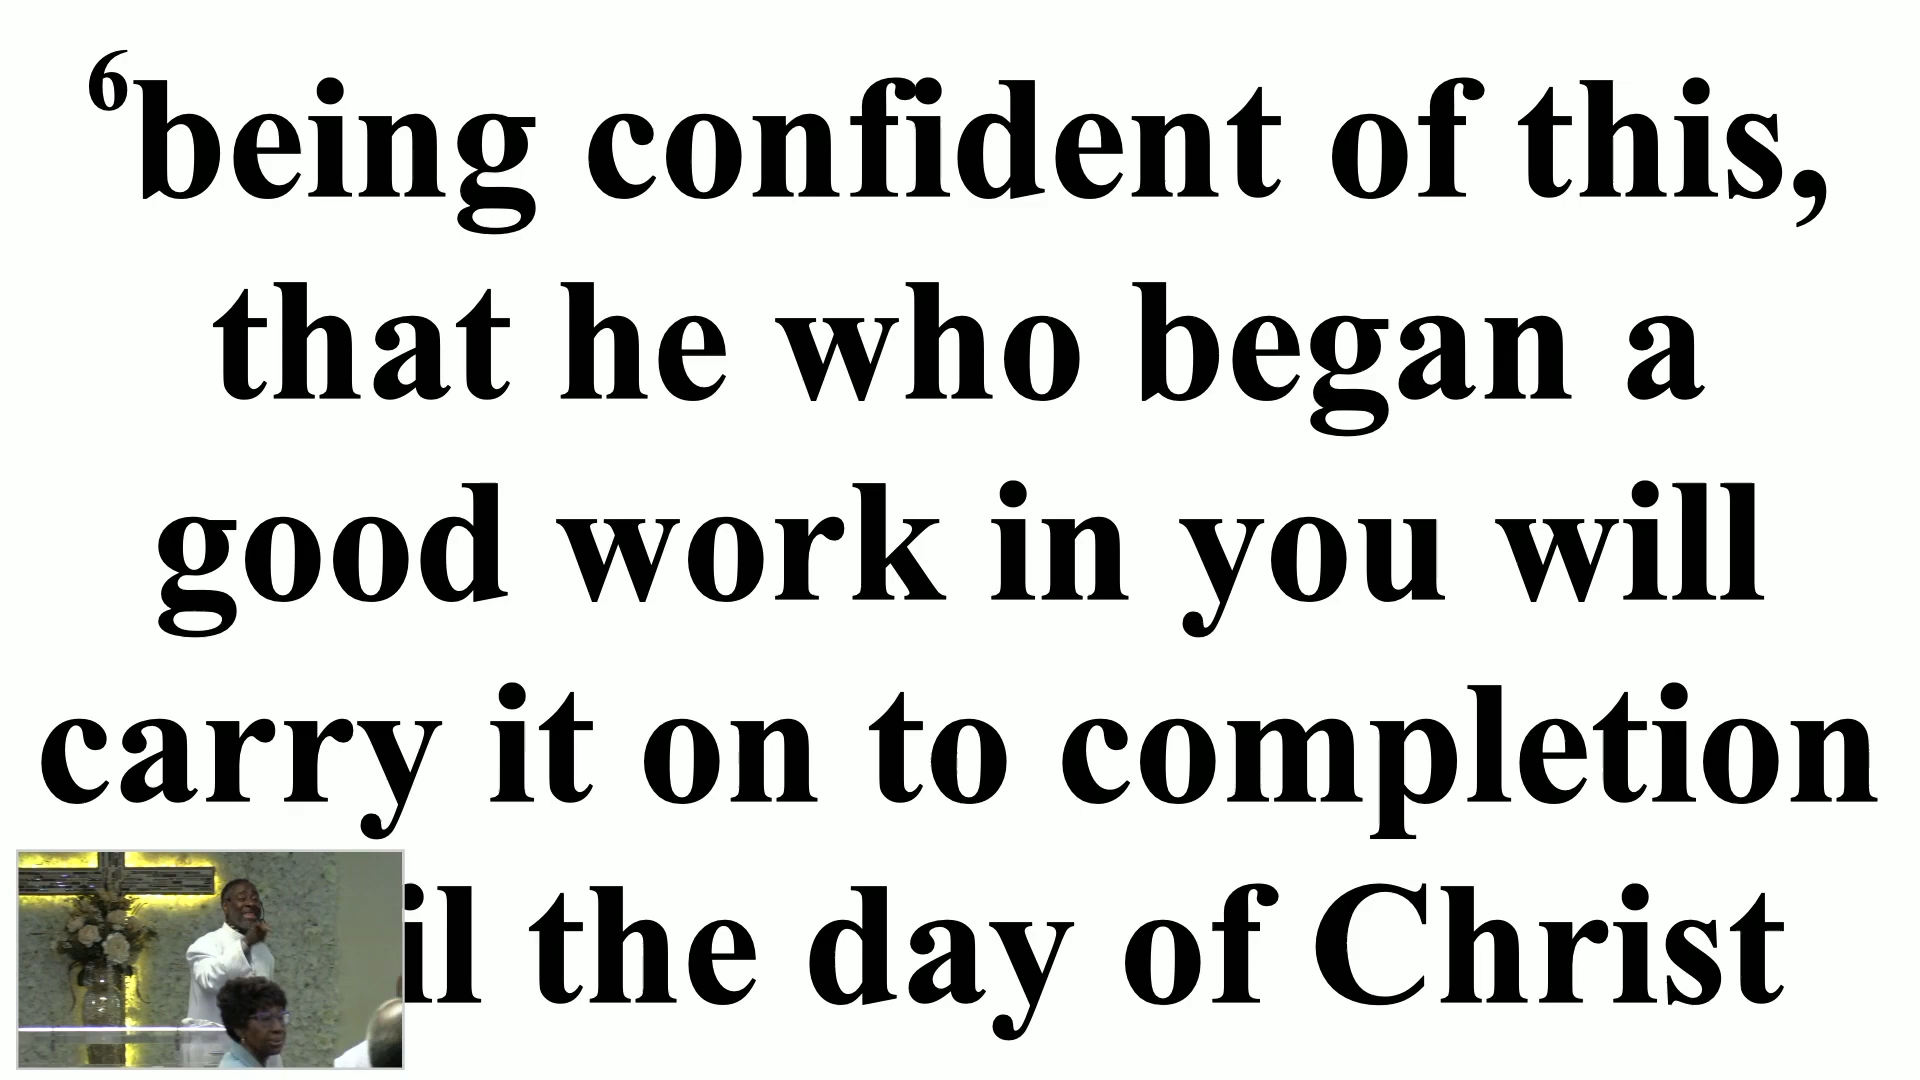 6being confident of this,
that he who began a
good work in you will
carry it on to completion
the day of Christ